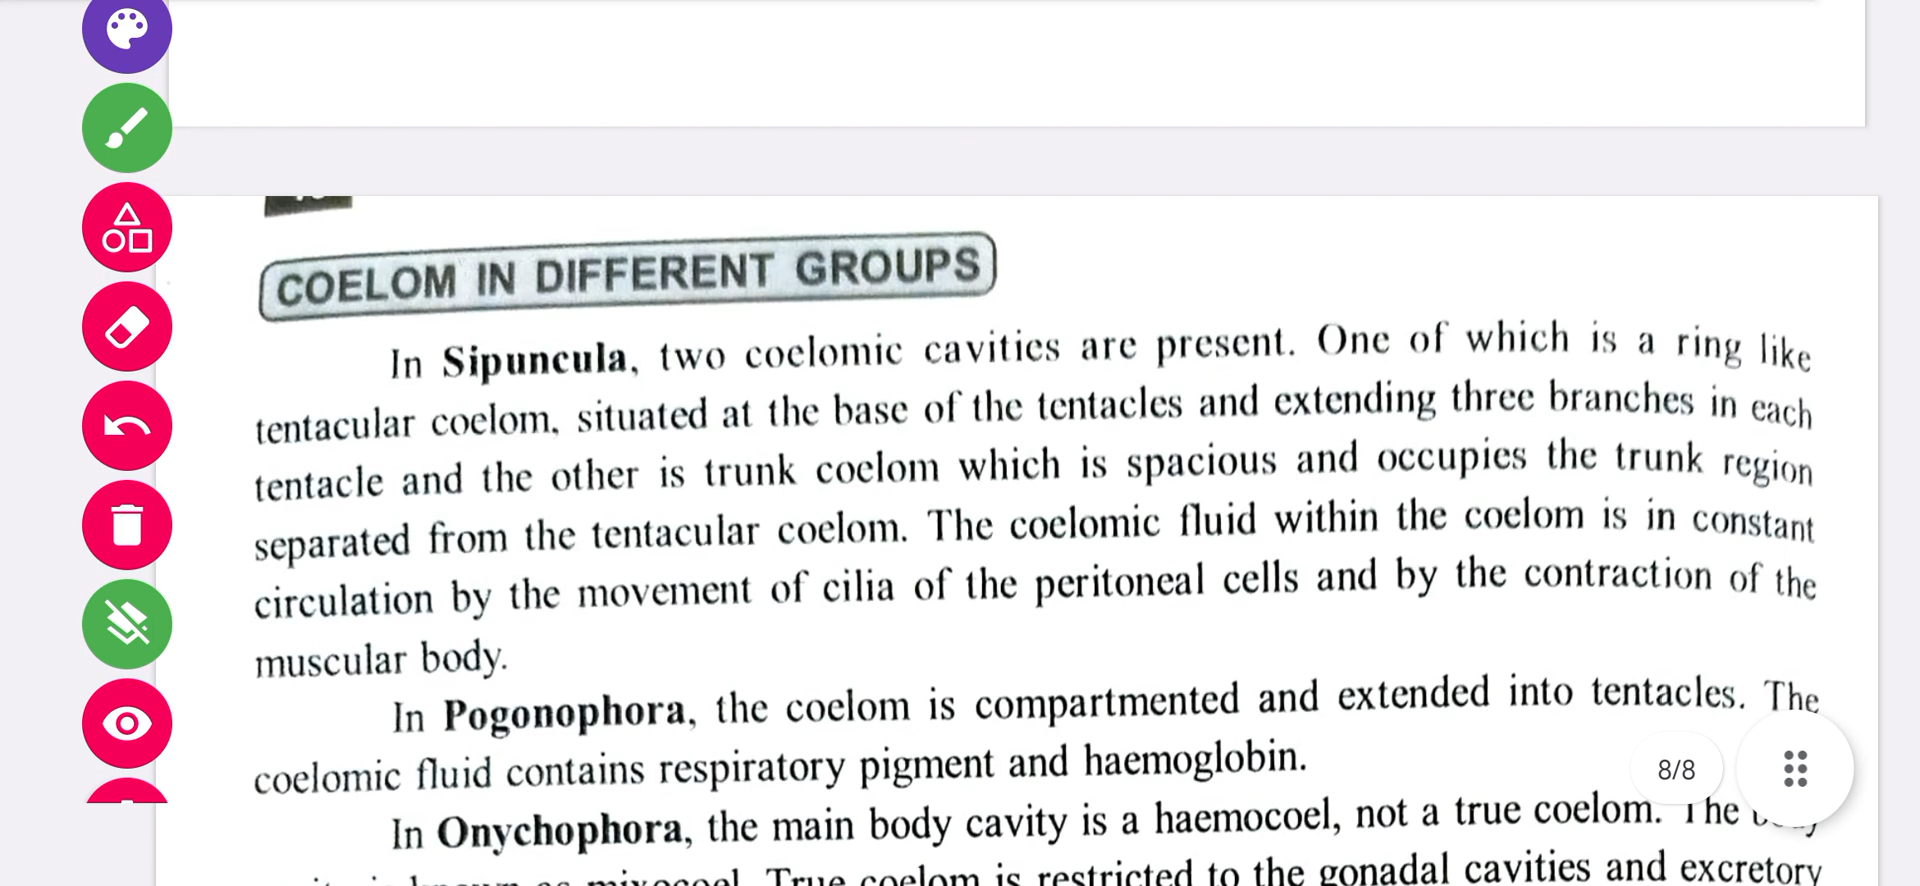 COELOM IN DIFFERENT GROUPS
In Sipuncula, two coelomic cavities are present. One of which is a ring like
tentacular coelom, situated at the base of the tentacles and extending three branches in each
tentacle and the other is trunk coelom which is spacious and occupies the trunk region
separated from the tentacular coelom. The coelomic fluid within the coelom is in constant
circulation by the movement of cilia of the peritoneal cells and by the contraction of the
muscular body.
In Pogonophora, the coelom is compartmented and extended into tentacles. The
coelomic fluid contains respiratory pigment and haemoglobin.
8/8
In Onychophora, the main body cavity is a haemocoel, not a true coelom. The
mixocoel. True coelom is restricted to the gonadal cavities and excretory